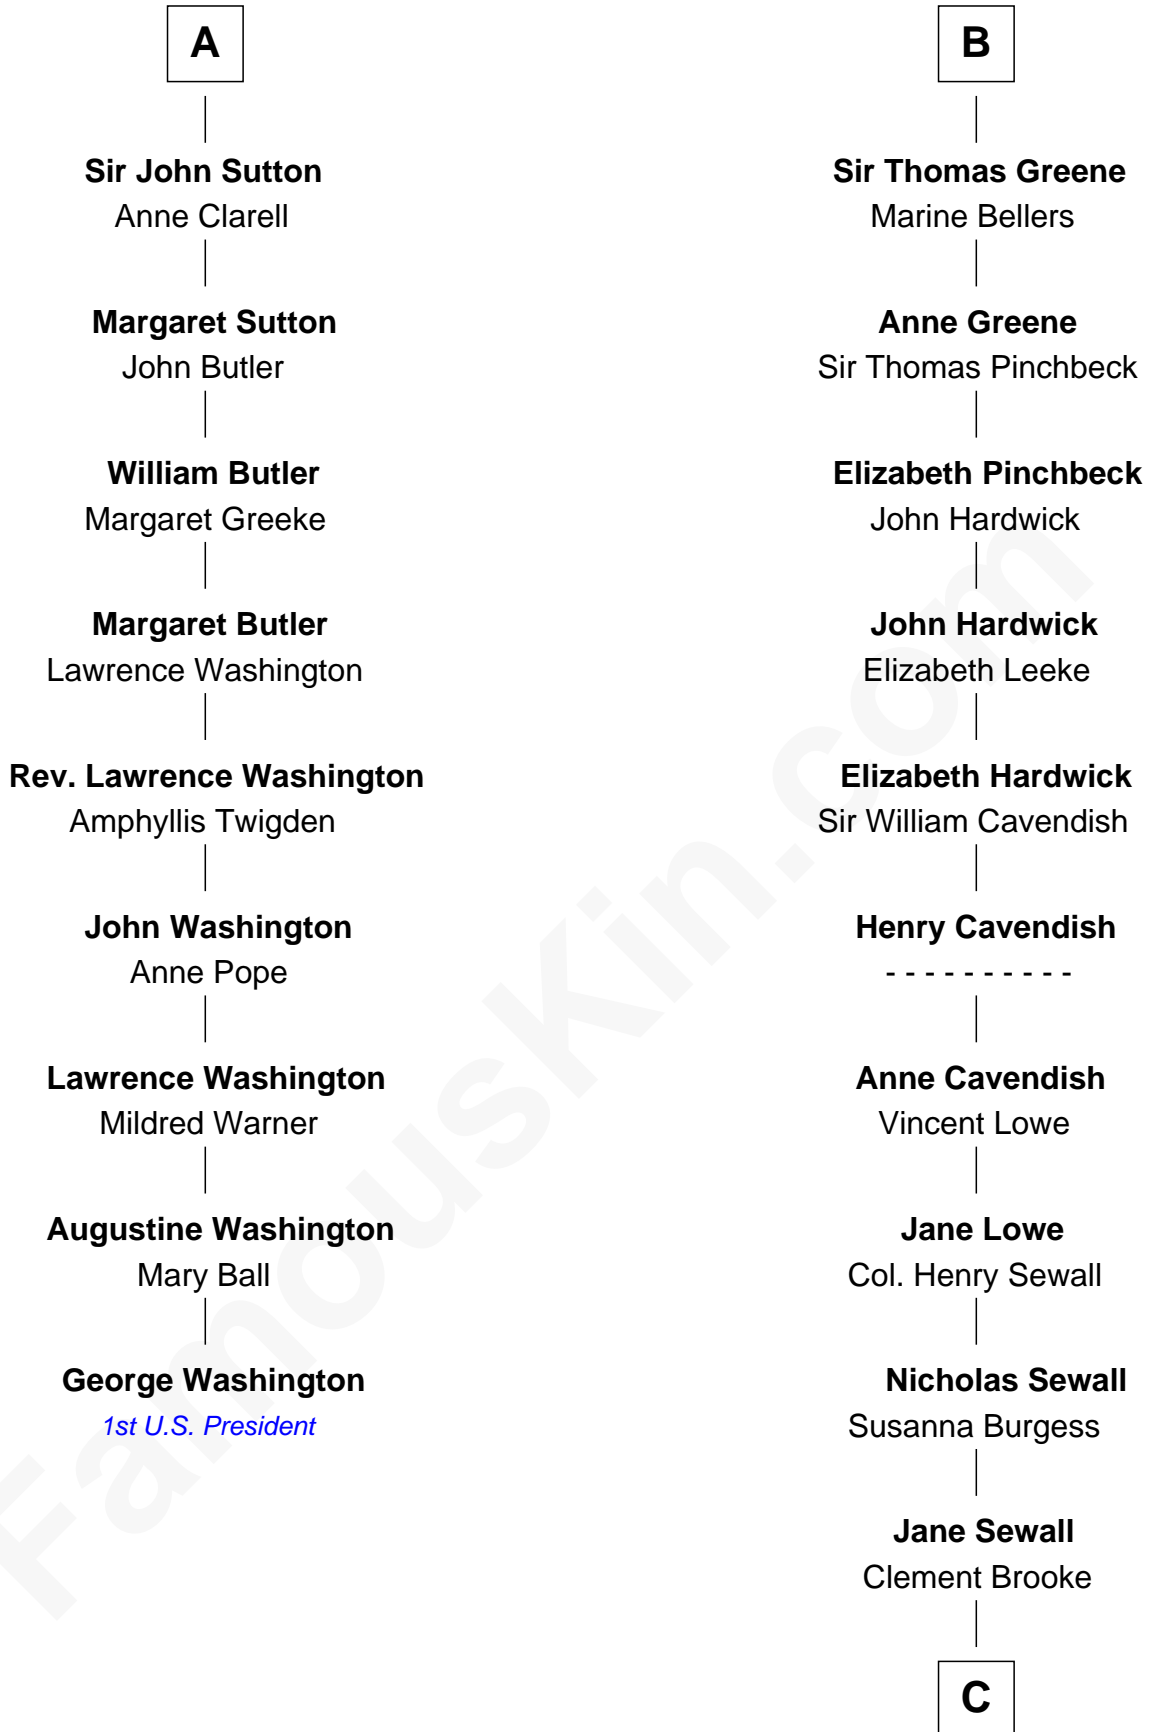 A
Sir John Sutton
Anne Clarell
Margaret Sutton
John Butler
William Butler
Margaret Greeke
Margaret Butler
Lawrence Washington
Rev. Lawrence Washington
Amphyllis Twigden
John Washington
Anne Pope
Lawrence Washington
Mildred Warner
Augustine Washington
Mary Ball
George Washington
1st U.S. President
B
Sir Thomas Greene
Marine Bellers
Anne Greene
Sir Thomas Pinchbeck
Elizabeth Pinchbeck
John Hardwick
John Hardwick
Elizabeth Leeke
Elizabeth Hardwick
Sir William Cavendish
Henry Cavendish
- - - - - - - - - -
Anne Cavendish
Vincent Lowe
Jane Lowe
Col. Henry Sewall
Nicholas Sewall
Susanna Burgess
Jane Sewall
Clement Brooke
C
FamousKin.com